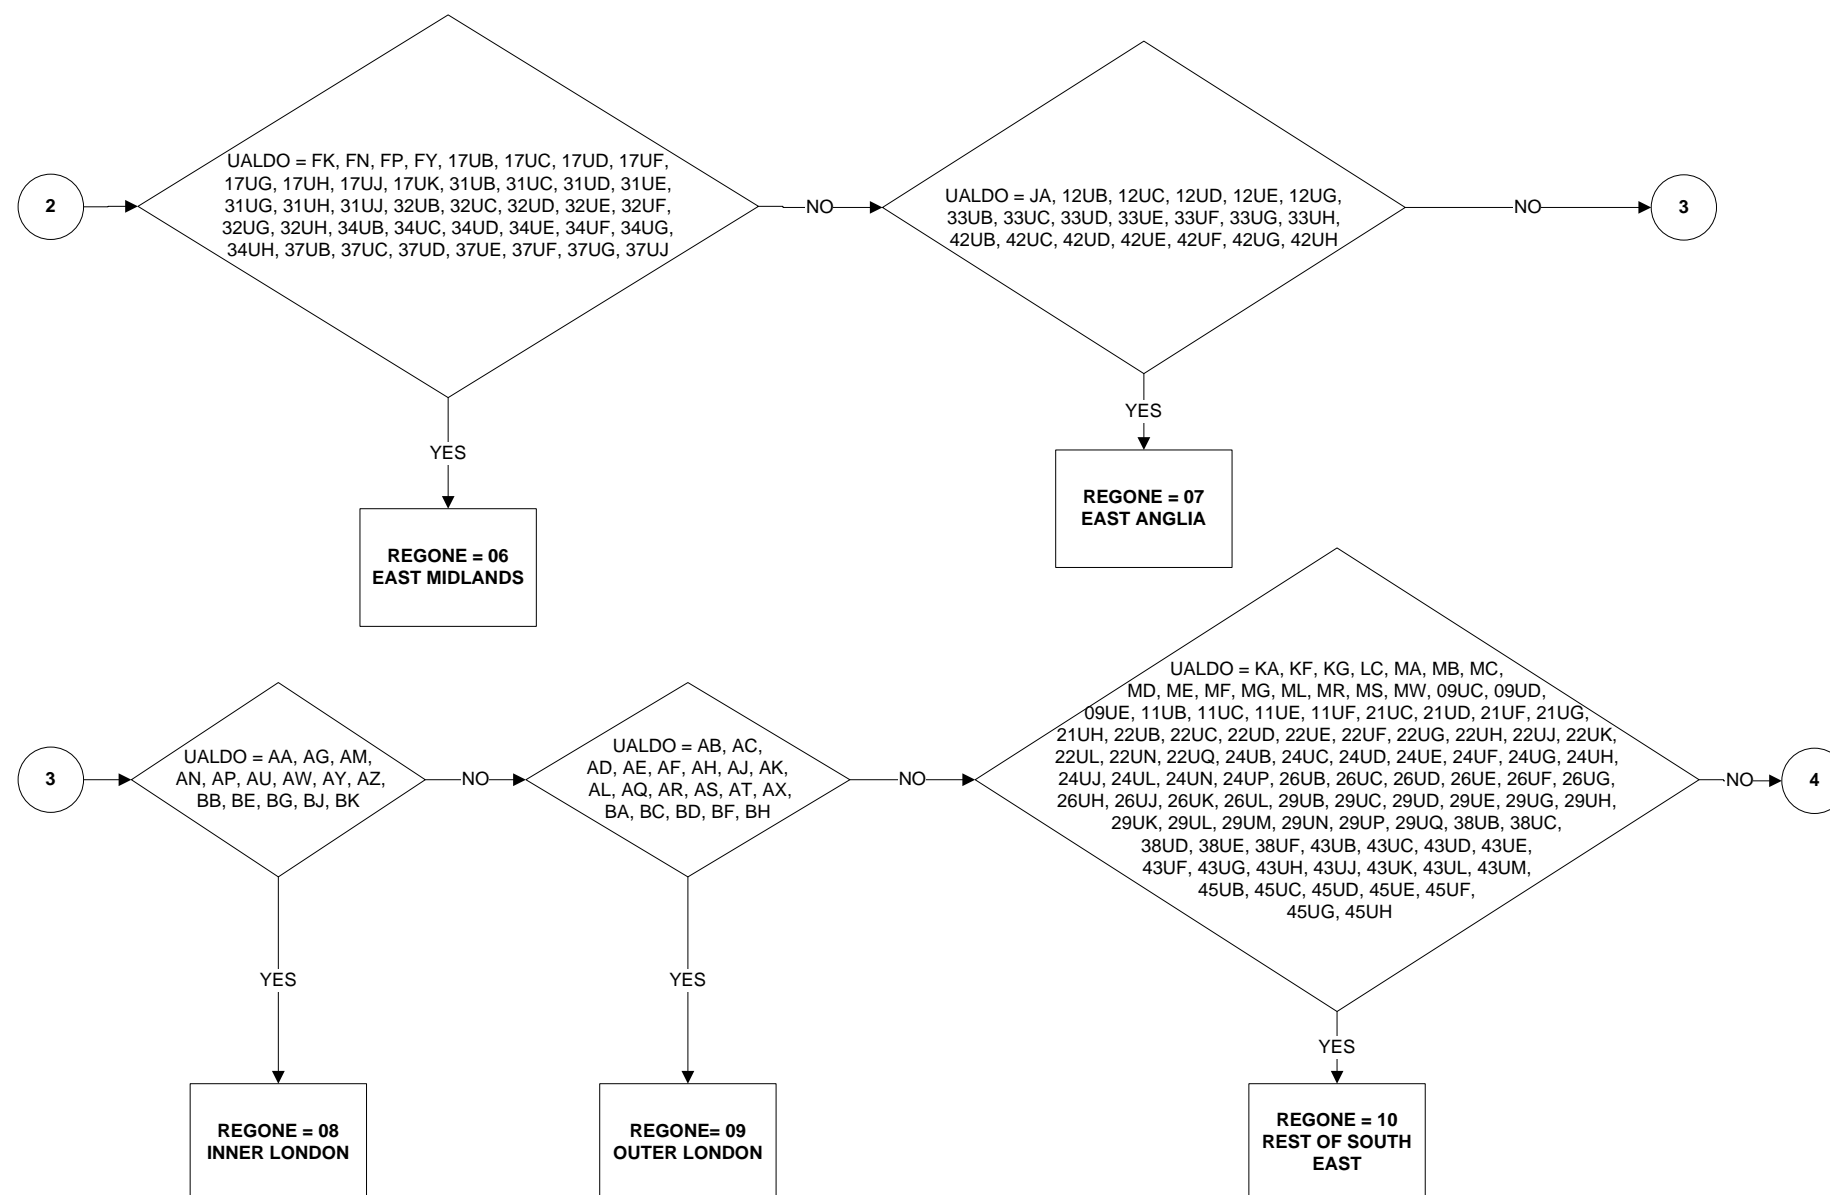 2
UALDO = FK, FN, FP, FY, 17UB, 17UC, 17UD, 17UF,
17UG, 17UH, 17UJ, 17UK, 31UB, 31UC, 31UD, 31UE,
31UG, 31UH, 31UJ, 32UB, 32UC, 32UD, 32UE, 32UF,
32UG, 32UH, 34UB, 34UC, 34UD, 34UE, 34UF, 34UG,
34UH, 37UB, 37UC, 37UD, 37UE, 37UF, 37UG, 37UJ
NO
UALDO = JA, 12UB, 12UC, 12UD, 12UE, 12UG,
33UB, 33UC, 33UD, 33UE, 33UF, 33UG, 33UH,
42UB, 42UC, 42UD, 42UE, 42UF, 42UG, 42UH
NO
3
YES
YES
REGONE = 06
EAST MIDLANDS
REGONE = 07
EAST ANGLIA
3
UALDO = AA, AG, AM,
AN, AP, AU, AW, AY, AZ,
BB, BE, BG, BJ, BK
NO
UALDO = AB, AC,
AD, AE, AF, AH, AJ, AK,
AL, AQ, AR, AS, AT, AX,
BA, BC, BD, BF, BH
NO
UALDO = KA, KF, KG, LC, MA, MB, MC,
MD, ME, MF, MG, ML, MR, MS, MW, 09UC, 09UD,
09UE, 11UB, 11UC, 11UE, 11UF, 21UC, 21UD, 21UF, 21UG,
21UH, 22UB, 22UC, 22UD, 22UE, 22UF, 22UG, 22UH, 22UJ, 22UK,
22UL, 22UN, 22UQ, 24UB, 24UC, 24UD, 24UE, 24UF, 24UG, 24UH,
24UJ, 24UL, 24UN, 24UP, 26UB, 26UC, 26UD, 26UE, 26UF, 26UG,
26UH, 26UJ, 26UK, 26UL, 29UB, 29UC, 29UD, 29UE, 29UG, 29UH,
29UK, 29UL, 29UM, 29UN, 29UP, 29UQ, 38UB, 38UC,
38UD, 38UE, 38UF, 43UB, 43UC, 43UD, 43UE,
43UF, 43UG, 43UH, 43UJ, 43UK, 43UL, 43UM,
45UB, 45UC, 45UD, 45UE, 45UF,
45UG, 45UH
NO
4
YES
YES
YES
REGONE = 08
INNER LONDON
REGONE= 09
OUTER LONDON
REGONE = 10
REST OF SOUTH
EAST